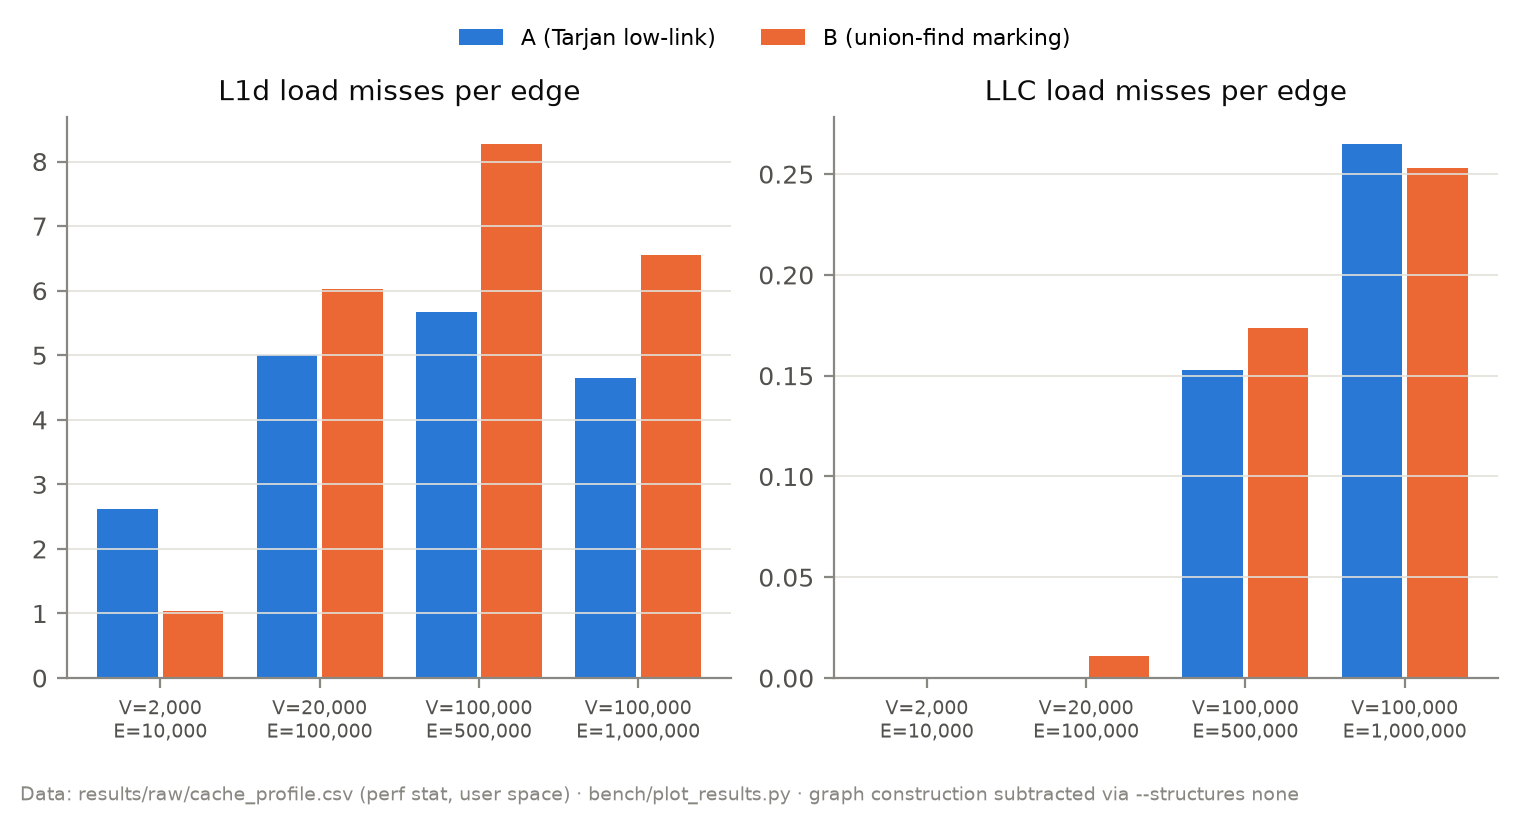 A (Tarjan low-link) B (union-find marking)
L1d load misses per edge
8
7
6
5
4
3
2
1
0
V=2,000 V=20,000 V=100,000 V=100,000
E=10,000 E=100,000 E=500,000 E=1,000,000
LLC load misses per edge
0.25
0.20
0.15
0.10
0.05
0.00
V=2,000 V=20,000 V=100,000 V=100,000
E=10,000 E=100,000 E=500,000 E=1,000,000
Data: results/raw/cache_profile.csv (perf stat, user space) · bench/plot_results.py · graph construction subtracted via --structures none